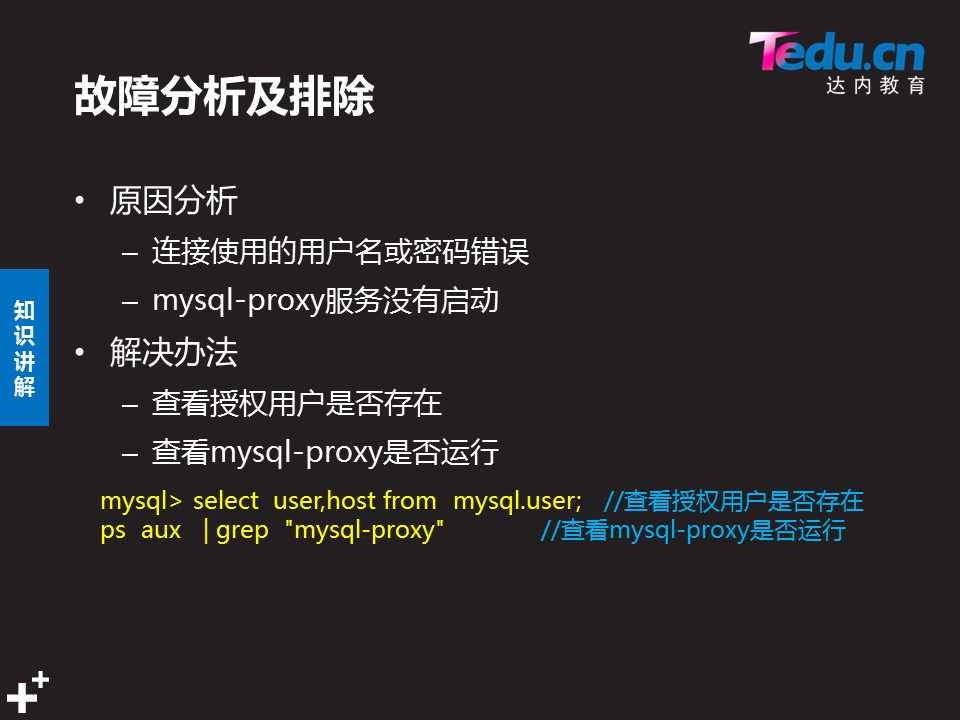 Tedu.cn
达内教育
故障分析及排除
• 原因分析
– 连接使用的用户名或密码错误
– mysql-proxy服务没有启动
• 解决办法
– 查看授权用户是否存在
– 查看mysql-proxy是否运行
mysql> select user,host from mysql.user; //查看授权用户是否存在
ps aux | grep "mysql-proxy" //查看mysql-proxy是否运行
知
识
讲
解